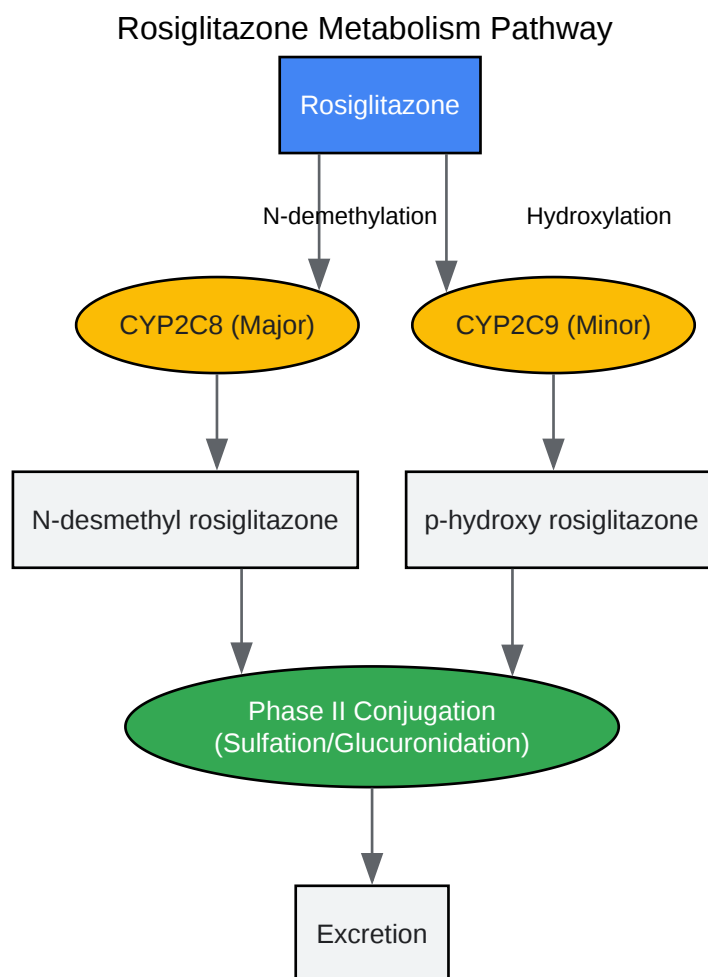 Rosiglitazone Metabolism Pathway
Rosiglitazone
N-demethylation
Hydroxylation
CYP2C8 (Major)
CYP2C9 (Minor)
N-desmethyl rosiglitazone
p-hydroxy rosiglitazone
Phase II Conjugation
(Sulfation/Glucuronidation)
Excretion